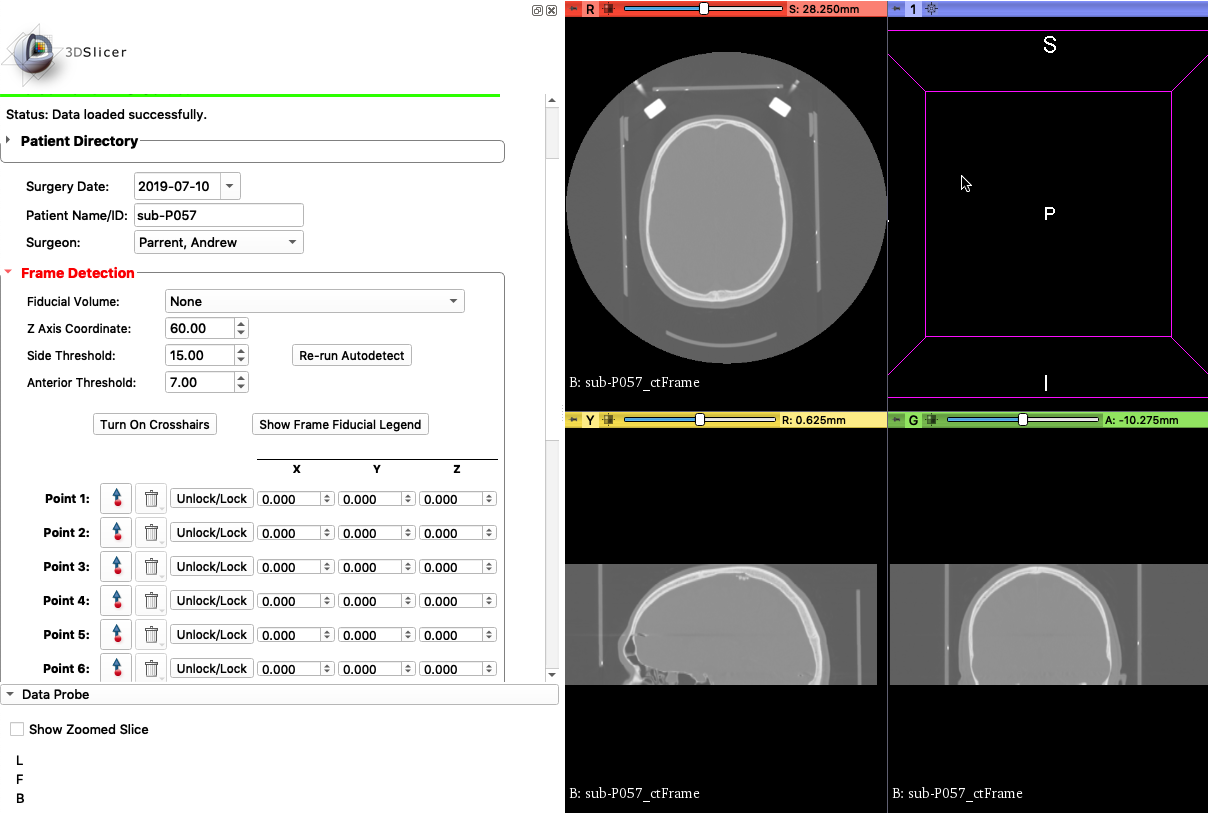 3DSlicer
Status: Data loaded successfully.
Patient Directory
Surgery Date: 2019-07-10
Patient Name/ID: sub-P057
Surgeon: Parrent, Andrew
Frame Detection
Fiducial Volume: None
Z Axis Coordinate: 60.00
Side Threshold: 15.00 Re-run Autodetect
Anterior Threshold: 7.00
Turn On Crosshairs Show Frame Fiducial Legend
X Y Z
Point 1: Unlock/Lock 0.000 0.000 0.000
Point 2: Unlock/Lock 0.000 0.000 0.000
Point 3: Unlock/Lock 0.000 0.000 0.000
Point 4: Unlock/Lock 0.000 0.000 0.000
Point 5: Unlock/Lock 0.000 0.000 0.000
Point 6: Unlock/Lock 0.000 0.000 0.000
Data Probe
Show Zoomed Slice
L
F
B
R S: 28.250mm
B: sub-P057_ctFrame
1
S
P
I
Y R: 0.625mm
B: sub-P057_ctFrame
G A: -10.275mm
B: sub-P057_ctFrame